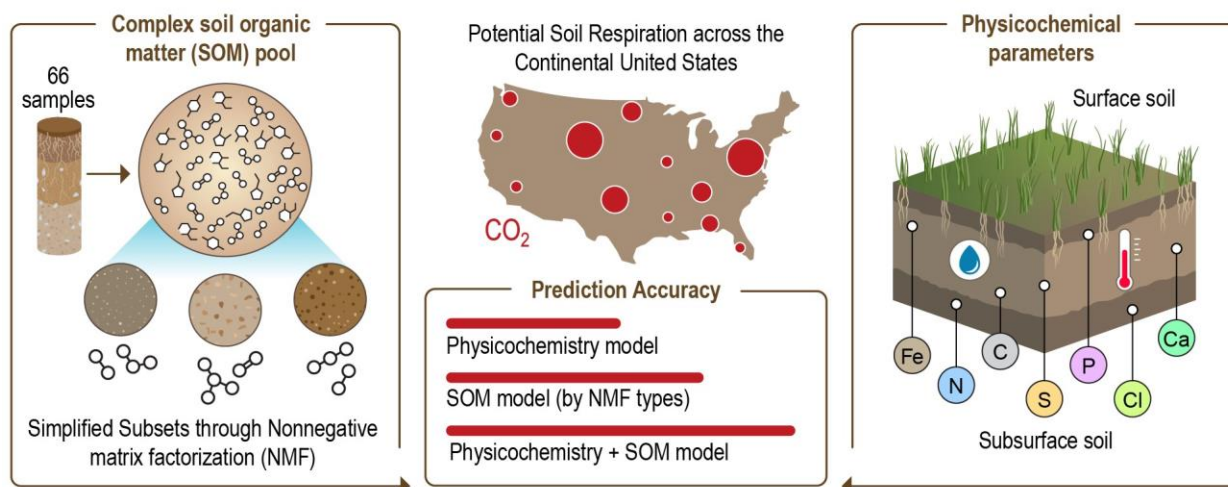 Complex soil organic
matter (SOM) pool
66
samples
Simplified Subsets through Nonnegative
matrix factorization (NMF)
Potential Soil Respiration across the
Continental United States
CO₂
Prediction Accuracy
Physicochemistry model
SOM model (by NMF types)
Physicochemistry + SOM model
Physicochemical
parameters
Surface soil
Fe
N
C
S
P
Cl
Ca
Subsurface soil